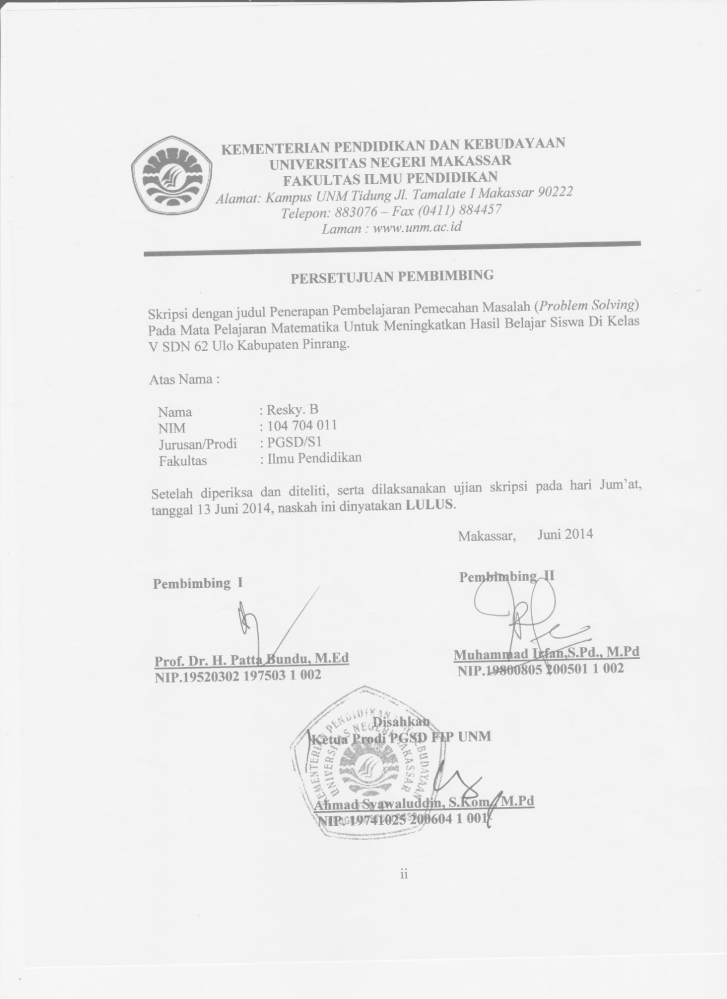 KEMENTERIAN PENDIDIKAN DAN KEBUDAYAAN
UNIVERSITAS NEGERI MAKASSAR
FAKULTAS ILMU PENDIDIKAN
Alamat: Kampus UNM Tidung Jl. Tamalate I Makassar 90222
Telepon: 883076 – Fax (0411) 884457
Laman : www.unm.ac.id
PERSETUJUAN PEMBIMBING
Skripsi dengan judul Penerapan Pembelajaran Pemecahan Masalah (Problem Solving)
Pada Mata Pelajaran Matematika Untuk Meningkatkan Hasil Belajar Siswa Di Kelas
V SDN 62 Ulo Kabupaten Pinrang.
Atas Nama :
Nama : Resky. B
NIM : 104 704 011
Jurusan/Prodi : PGSD/S1
Fakultas : Ilmu Pendidikan
Setelah diperiksa dan diteliti, serta dilaksanakan ujian skripsi pada hari Jum’at,
tanggal 13 Juni 2014, naskah ini dinyatakan LULUS.
Makassar, Juni 2014
Pembimbing I Pembimbing II
Prof. Dr. H. Patta Bundu, M.Ed Muhammad Irfan,S.Pd., M.Pd
NIP.19520302 197503 1 002 NIP.19800805 200501 1 002
KEMENTERIAN PENDIDIKAN KEBUDAYAAN
UNIVERSITAS NEGERI MAKASSAR
Disahkan
Ketua Prodi PGSD FIP UNM
Ahmad Syawaluddin, S.Kom., M.Pd
NIP. 19741025 200604 1 001
ii